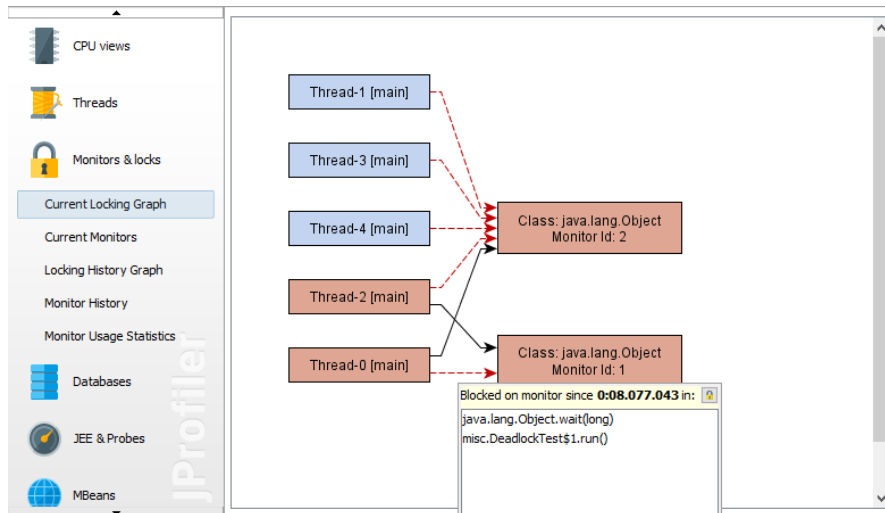 CPU views
Threads
Monitors & locks
Current Locking Graph
Current Monitors
Locking History Graph
Monitor History
Monitor Usage Statistics
Databases
JEE & Probes
MBeans
JProfiler
Thread-1 [main]
Thread-3 [main]
Thread-4 [main]
Thread-2 [main]
Thread-0 [main]
Class: java.lang.Object
Monitor Id: 2
Class: java.lang.Object
Monitor Id: 1
Blocked on monitor since 0:08.077.043 in:
java.lang.Object.wait(long)
misc.DeadlockTest$1.run()